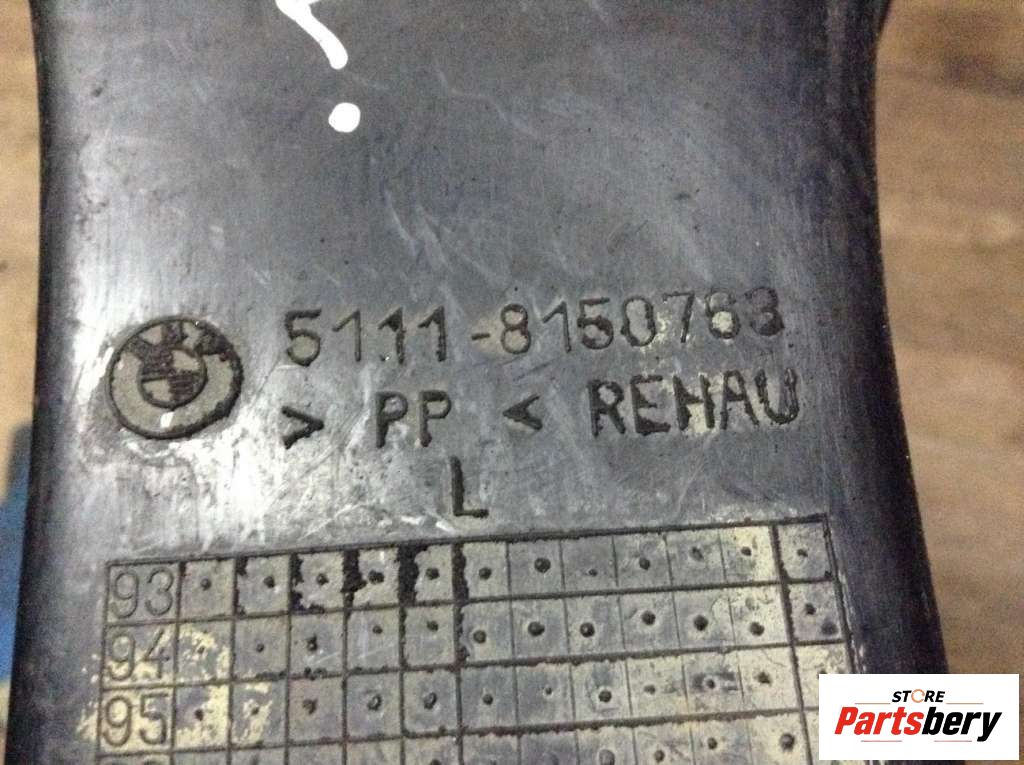 5111-8150763
> PP < REHAU
L
93
94
95
STORE
Partsbery